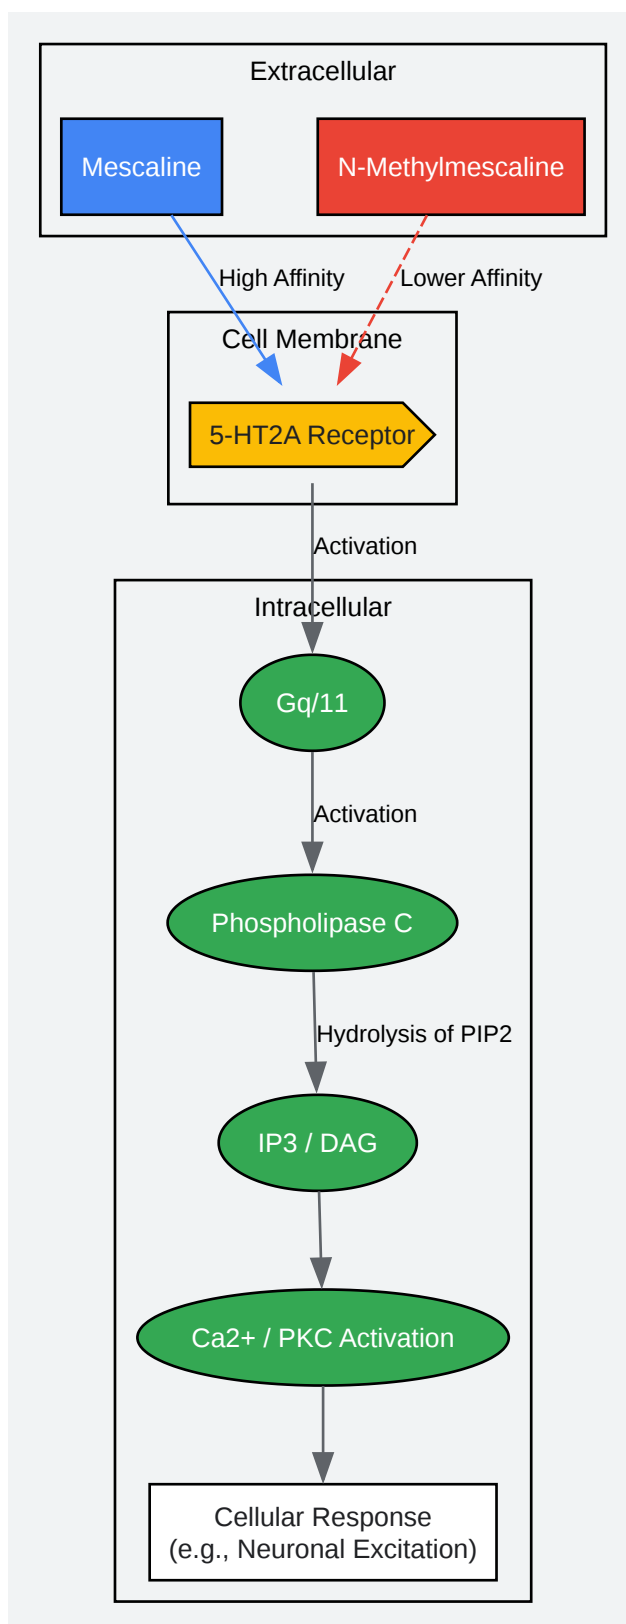 Extracellular
Mescaline
N-Methylmescaline
High Affinity
Lower Affinity
Cell Membrane
5-HT2A Receptor
Activation
Intracellular
Gq/11
Activation
Phospholipase C
Hydrolysis of PIP2
IP3 / DAG
Ca2+ / PKC Activation
Cellular Response
(e.g., Neuronal Excitation)